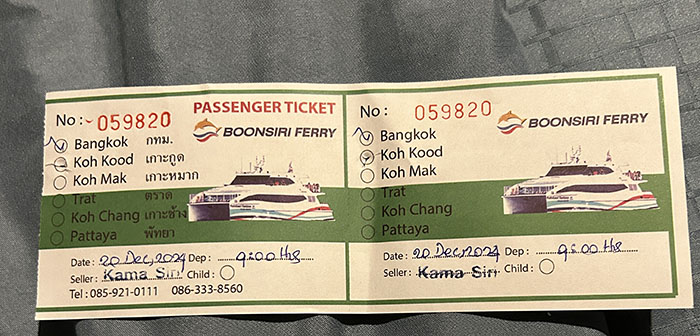 No : 059820 PASSENGER TICKET
BOONSIRI FERRY
Bangkok กทม.
Koh Kood เกาะกูด
Koh Mak เกาะหมาก
Trat ตราด
Koh Chang เกาะช้าง
Pattaya พัทยา
Date : 20 Dec, 2024 Dep : 9:00 Hrs
Seller : Kama Siri Child :
Tel : 085-921-0111 086-333-8560
No : 059820
BOONSIRI FERRY
Bangkok
Koh Kood
Koh Mak
Trat
Koh Chang
Pattaya
Date : 20 Dec, 2024 Dep : 9:00 Hrs
Seller : Kama Siri Child :